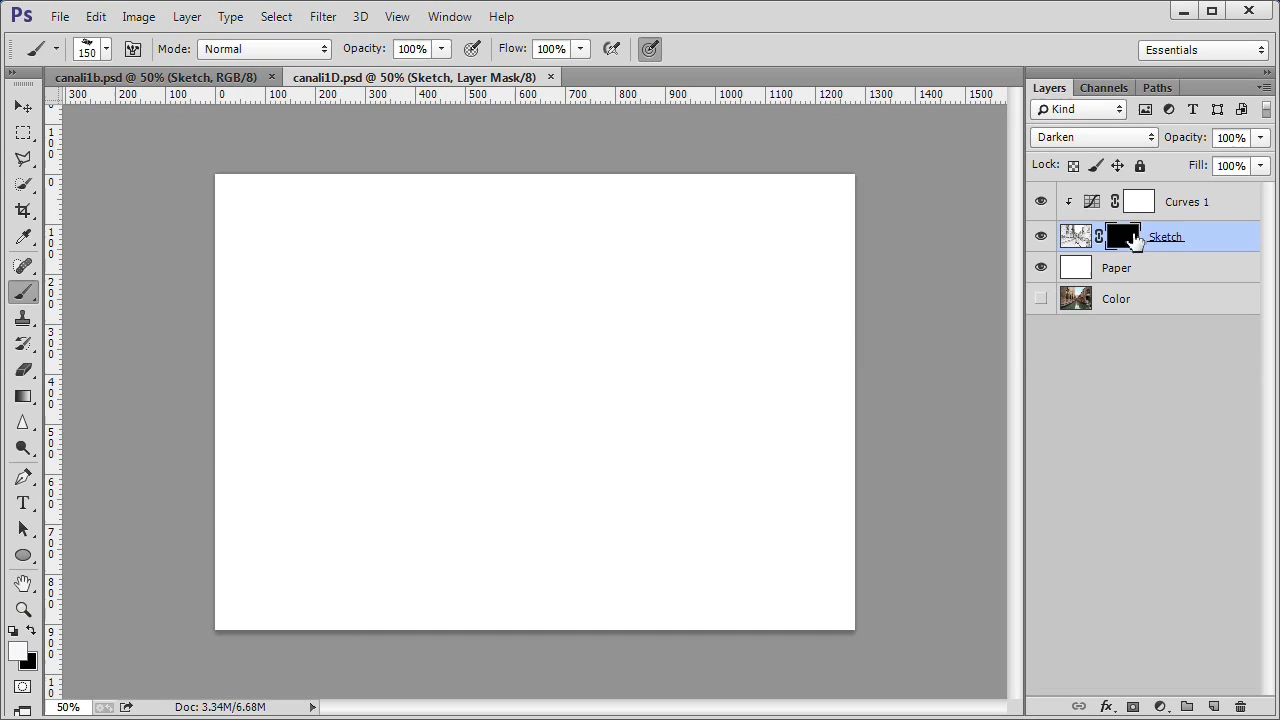 Ps File Edit Image Layer Type Select Filter 3D View Window Help
150 Mode: Normal Opacity: 100% Flow: 100% Essentials
canali1b.psd @ 50% (Sketch, RGB/8) × canali1D.psd @ 50% (Sketch, Layer Mask/8) ×
300 200 100 0 100 200 300 400 500 600 700 800 900 1000 1100 1200 1300 1400 1500
0
100
0
100
200
300
400
500
600
700
800
900
10
Layers Channels Paths
Kind
Darken Opacity: 100%
Lock: Fill: 100%
Curves 1
Sketch
Paper
Color
T
50% Doc: 3.34M/6.68M
fx